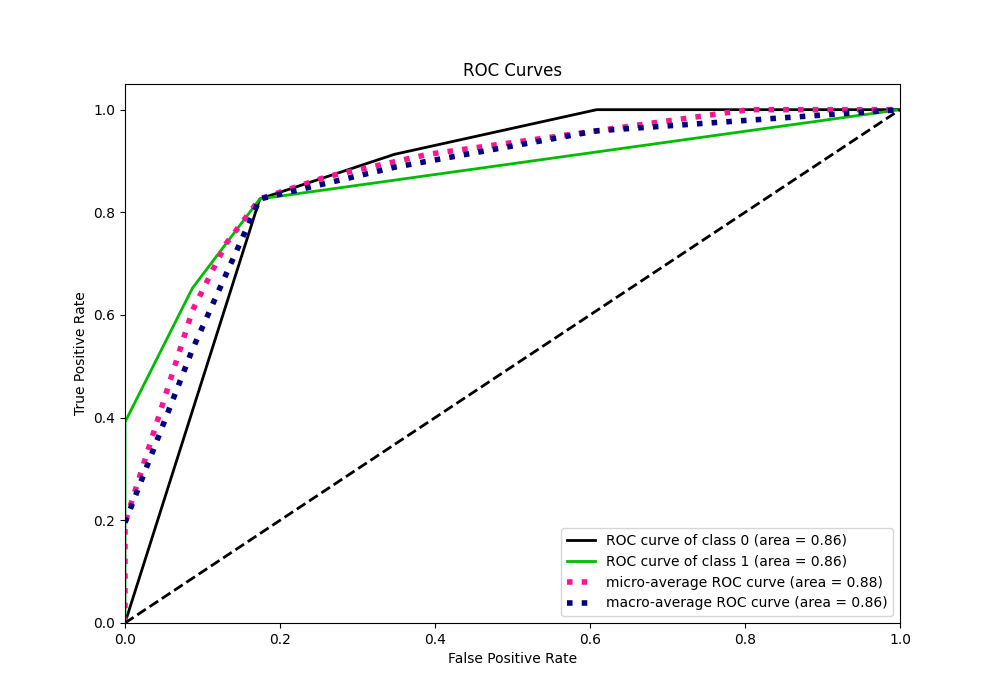 ROC Curves
1.0
0.8
0.6
0.4
0.2
0.0
True Positive Rate
0.0 0.2 0.4 0.6 0.8 1.0
False Positive Rate
ROC curve of class 0 (area = 0.86)
ROC curve of class 1 (area = 0.86)
micro-average ROC curve (area = 0.88)
macro-average ROC curve (area = 0.86)